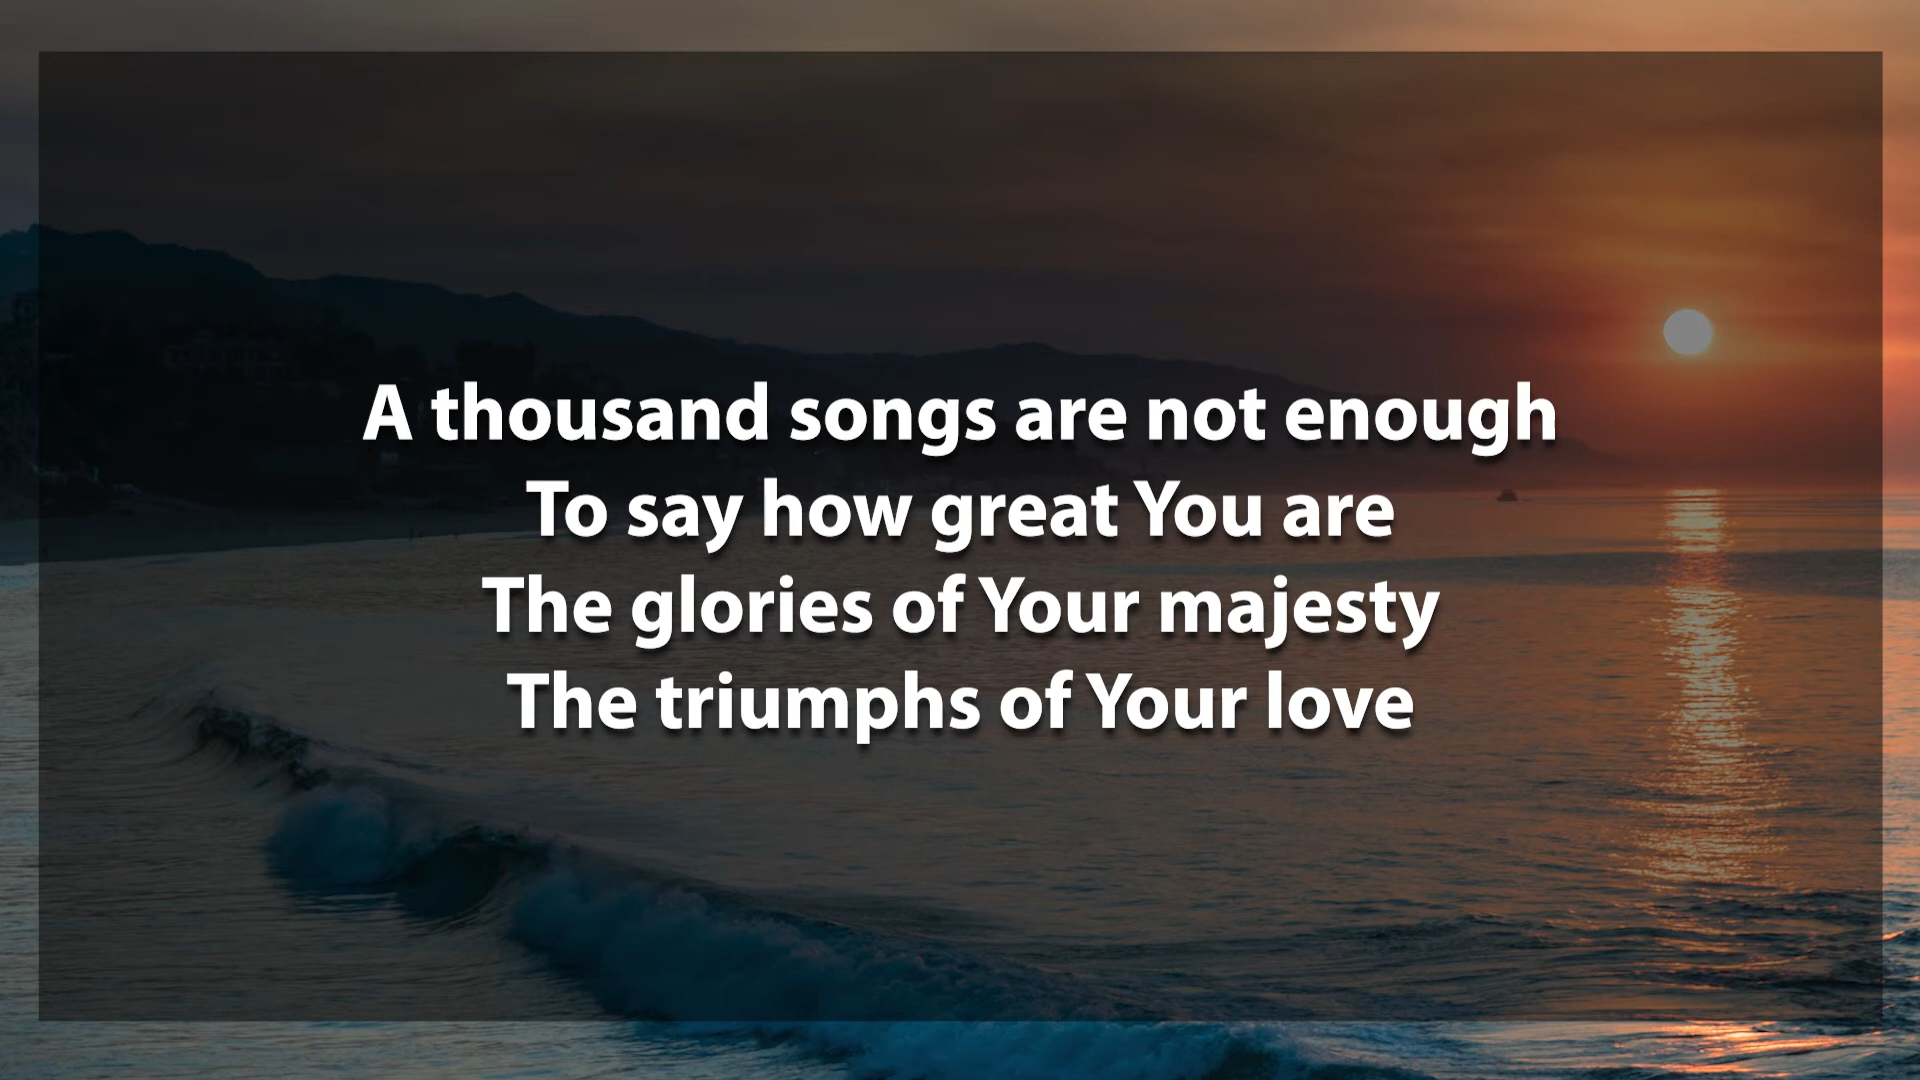 A thousand songs are not enough
To say how great You are
The glories of Your majesty
The triumphs of Your love